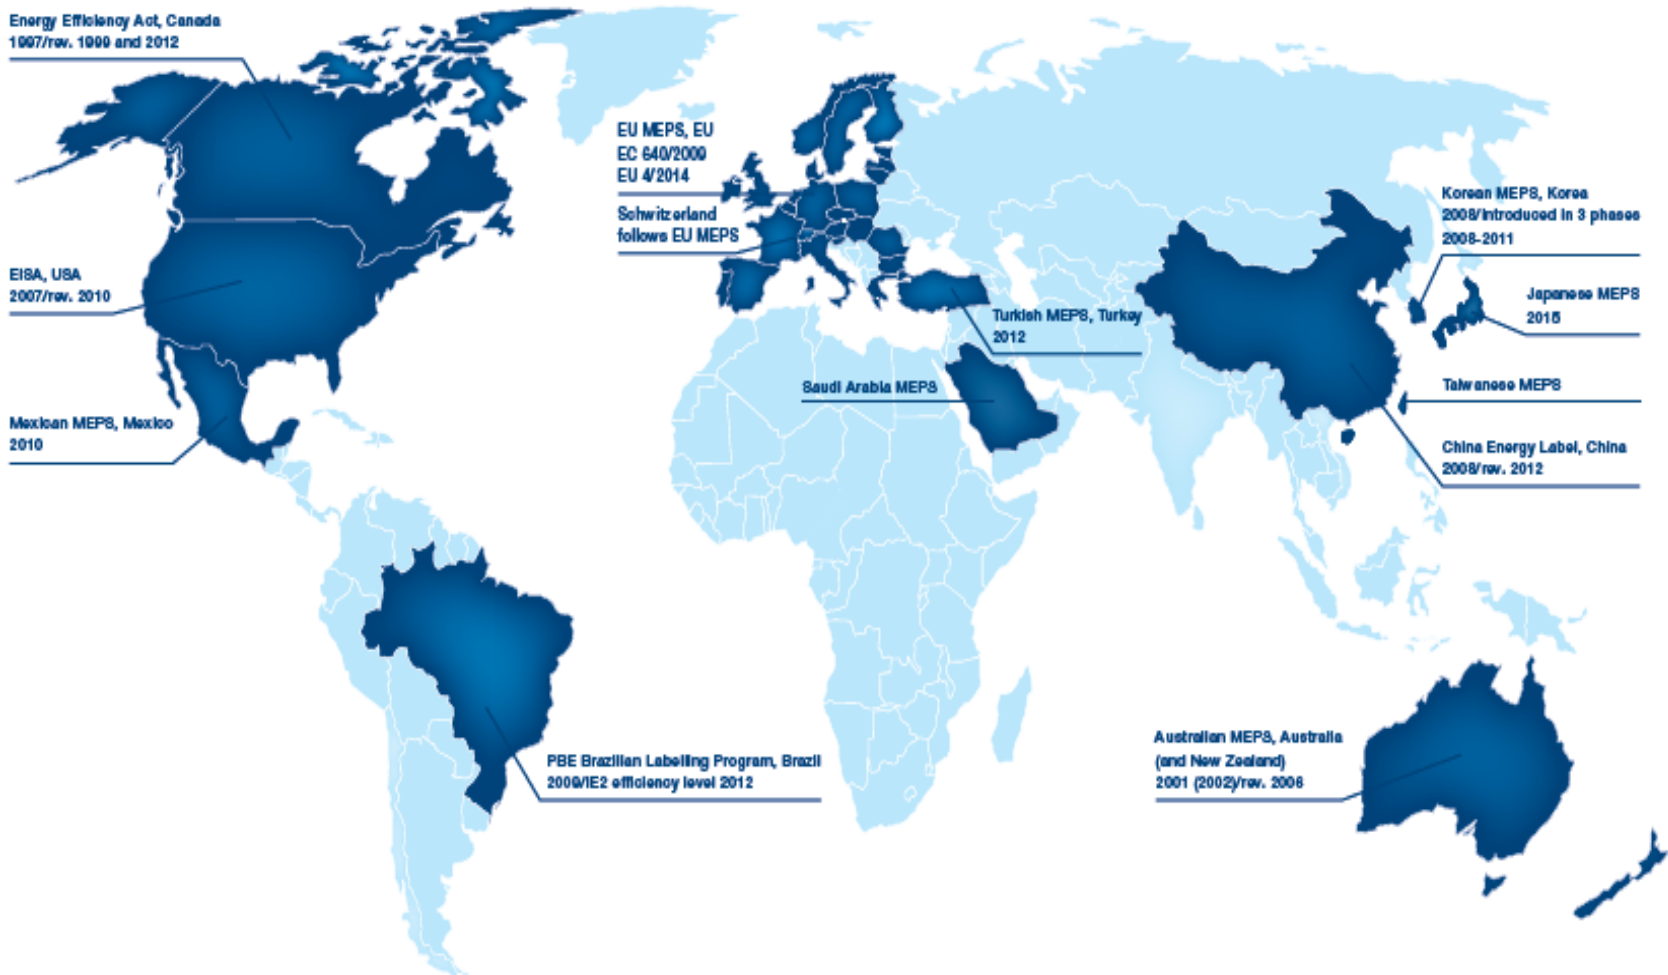 Energy Efficiency Act, Canada
1997/rev. 1999 and 2012
EISA, USA
2007/rev. 2010
Mexican MEPS, Mexico
2010
PBE Brazilian Labelling Program, Brazil
2009/IE2 efficiency level 2012
EU MEPS, EU
EC 640/2009
EU 4/2014
Schwitzerland
follows EU MEPS
Turkish MEPS, Turkey
2012
Saudi Arabia MEPS
Korean MEPS, Korea
2008/introduced in 3 phases
2008-2011
Japanese MEPS
2015
Taiwanese MEPS
China Energy Label, China
2008/rev. 2012
Australian MEPS, Australia
(and New Zealand)
2001 (2002)/rev. 2006